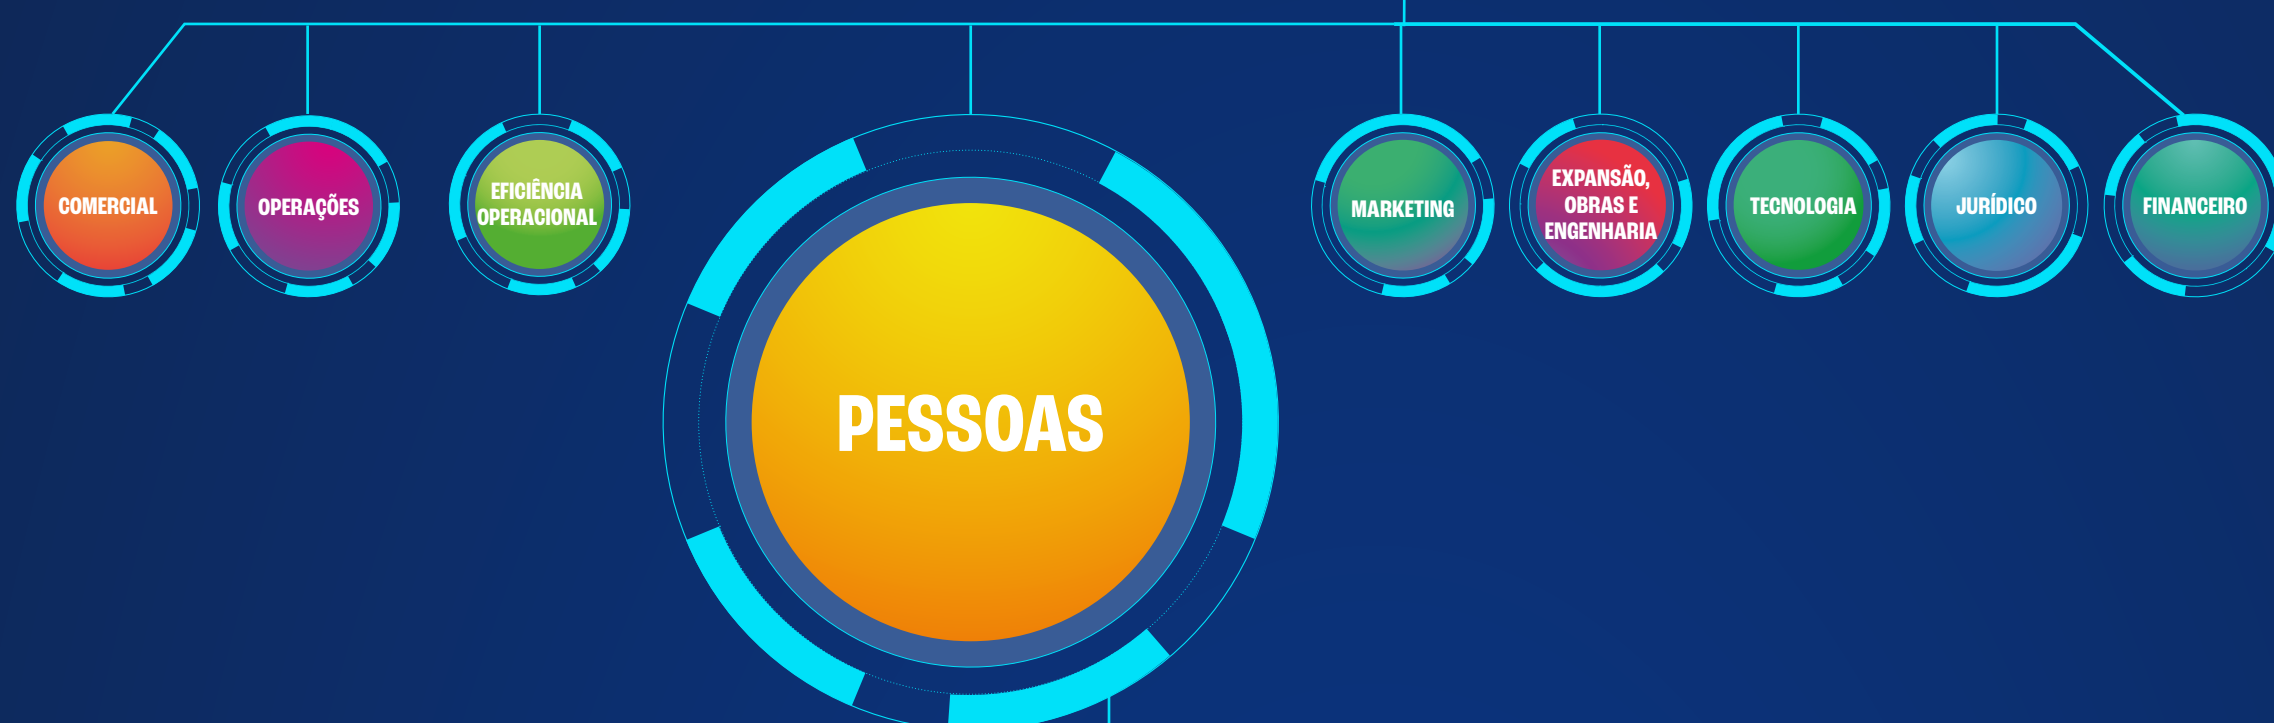 COMERCIAL
OPERAÇÕES
EFICIÊNCIA
OPERACIONAL
PESSOAS
MARKETING
EXPANSÃO,
OBRAS E
ENGENHARIA
TECNOLOGIA
JURÍDICO
FINANCEIRO